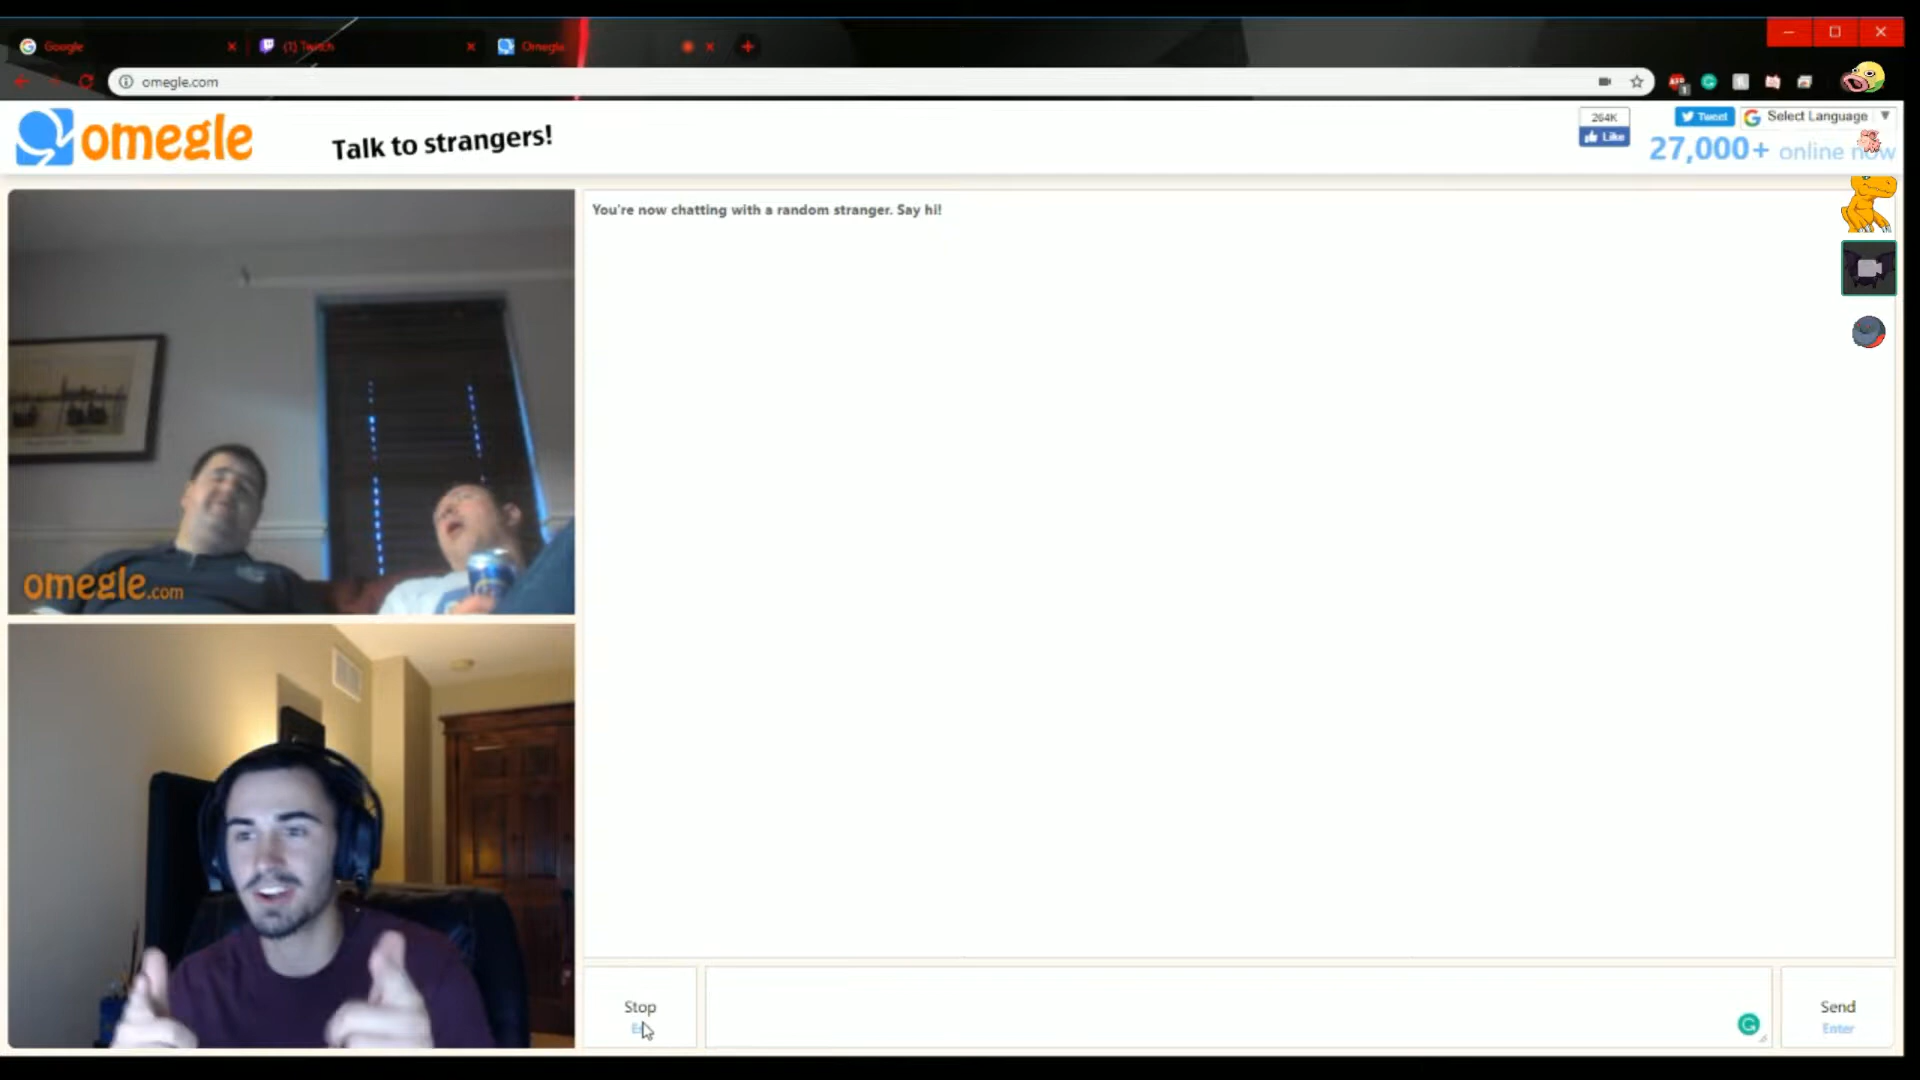 Google
(1) Twitch
Omegle
omegle.com
omegle
Talk to strangers!
264K
Like
Tweet
Select Language
27,000+ online now
You're now chatting with a random stranger. Say hi!
omegle.com
Stop
Send
Enter